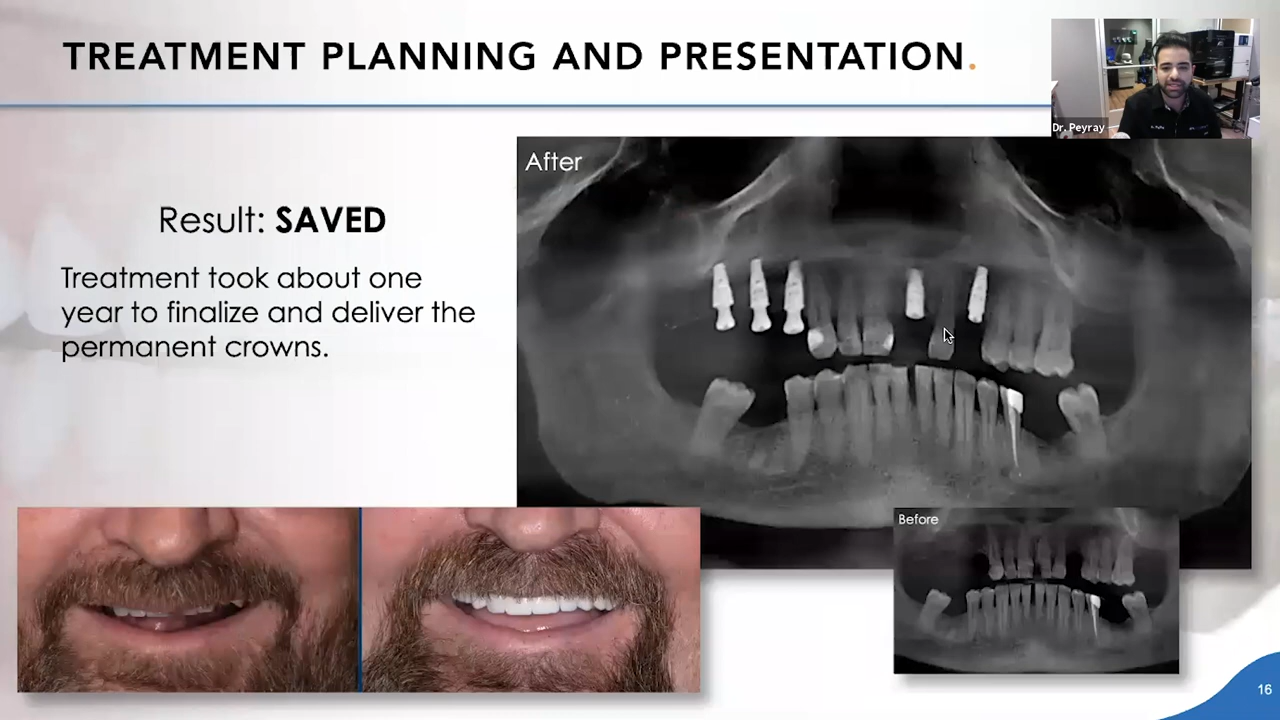 TREATMENT PLANNING AND PRESENTATION.
Dr. Peyray
After
Result: SAVED
Treatment took about one
year to finalize and deliver the
permanent crowns.
Before
16